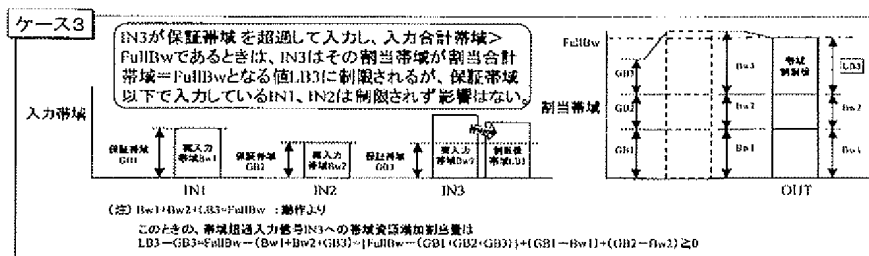 ケース3
IN3が保証帯域を超過して入力し、入力合計帯域>
FullBwであるときは、IN3はその割当帯域が割当合計
帯域=FullBwとなる値LB3に制限されるが、保証帯域
以下で入力しているIN1、IN2は制限されず影響はない。
入力帯域
保証帯域
GB1
実入力
帯域Bw1
保証帯域
GB2
実入力
帯域Bw2
保証帯域
GB3
実入力
帯域Bw3
制限後
帯域LB3
IN1
IN2
IN3
割当帯域
FullBw
GB3
GB2
GB1
Bw3
Bw2
Bw1
帯域
制限後
LB3
Bw2
Bw1
OUT
(注) Bw1+Bw2+LB3=FullBw :動作より
このときの、帯域超過入力信号IN3への帯域資源増加割当量は
LB3-GB3=FullBw-(Bw1+Bw2+GB3)={FullBw-(GB1+GB2+GB3)}+(GB1-Bw1)+(GB2-Bw2)≧0